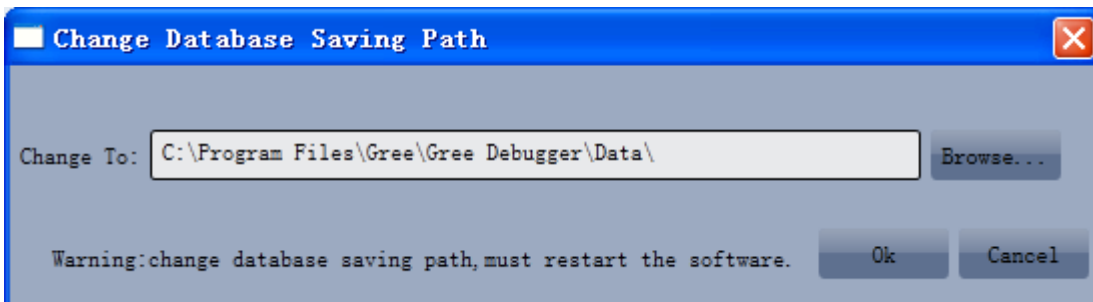 Change Database Saving Path
Change To: C:\Program Files\Gree\Gree Debugger\Data\ Browse...
Warning:change database saving path,must restart the software. Ok Cancel